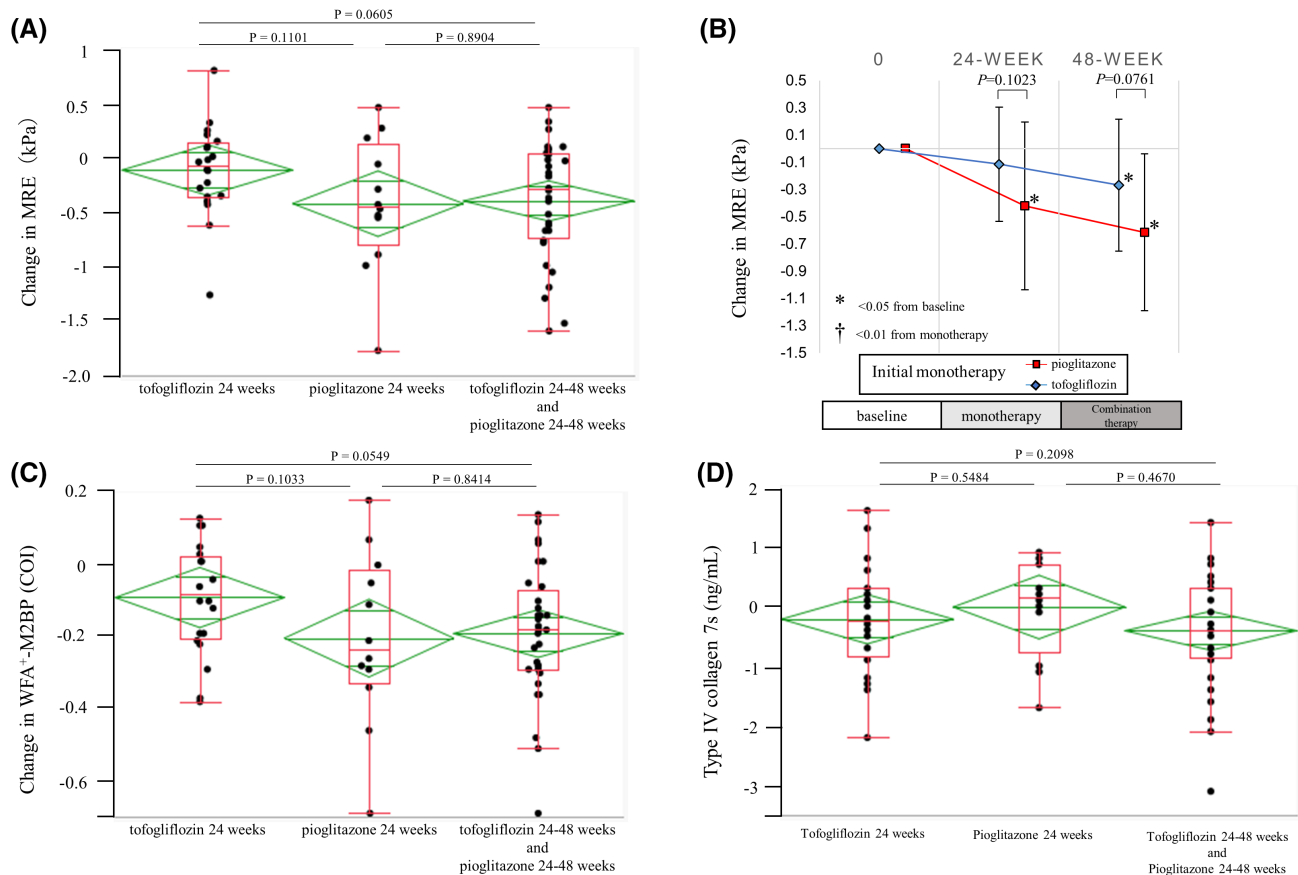 (A)
P = 0.0605
P = 0.1101
P = 0.8904
Change in MRE (kPa)
1
0.5
0
-0.5
-1
-1.5
-2.0
tofogliflozin 24 weeks
pioglitazone 24 weeks
tofogliflozin 24-48 weeks
and
pioglitazone 24-48 weeks
(B)
0
24-WEEK
48-WEEK
P=0.1023
P=0.0761
Change in MRE (kPa)
0.5
0.3
0.1
-0.1
-0.3
-0.5
-0.7
-0.9
-1.1
-1.3
-1.5
*
*
*
* <0.05 from baseline
† <0.01 from monotherapy
Initial monotherapy
pioglitazone
tofogliflozin
baseline
monotherapy
Combination
therapy
(C)
P = 0.0549
P = 0.1033
P = 0.8414
Change in WFA⁺-M2BP (COI)
0.2
0
-0.2
-0.4
-0.6
tofogliflozin 24 weeks
pioglitazone 24 weeks
tofogliflozin 24-48 weeks
and
pioglitazone 24-48 weeks
(D)
P = 0.2098
P = 0.5484
P = 0.4670
Type IV collagen 7s (ng/mL)
2
1
0
-1
-2
-3
Tofogliflozin 24 weeks
Pioglitazone 24 weeks
Tofogliflozin 24-48 weeks
and
Pioglitazone 24-48 weeks